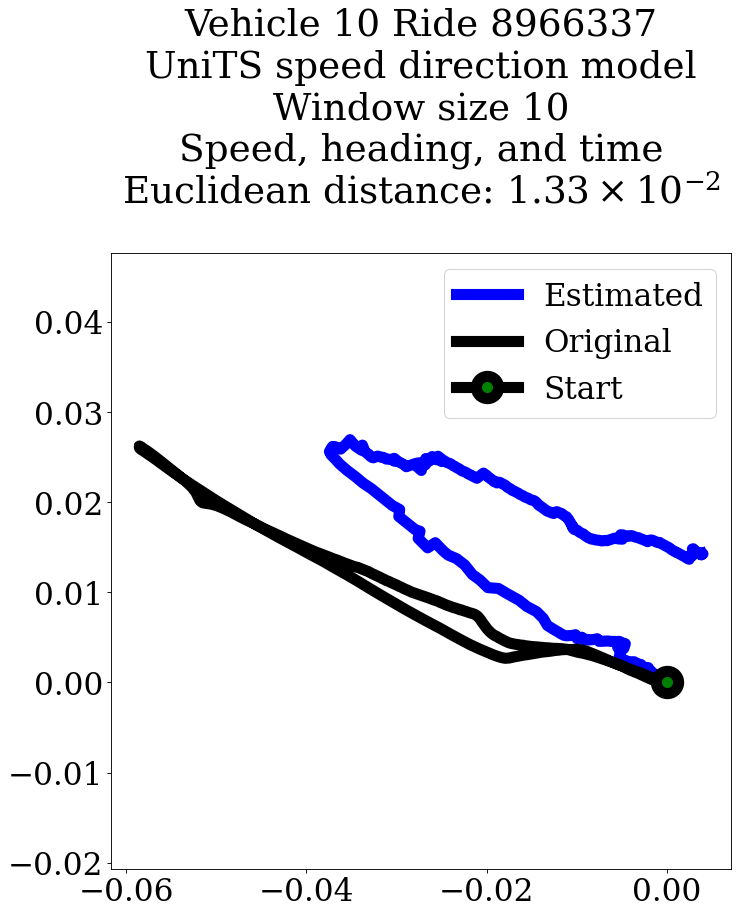 Vehicle 10 Ride 8966337
UniTS speed direction model
Window size 10
Speed, heading, and time
Euclidean distance: 1.33 × 10⁻²
Estimated
Original
Start
0.04
0.03
0.02
0.01
0.00
−0.01
−0.02
−0.06
−0.04
−0.02
0.00